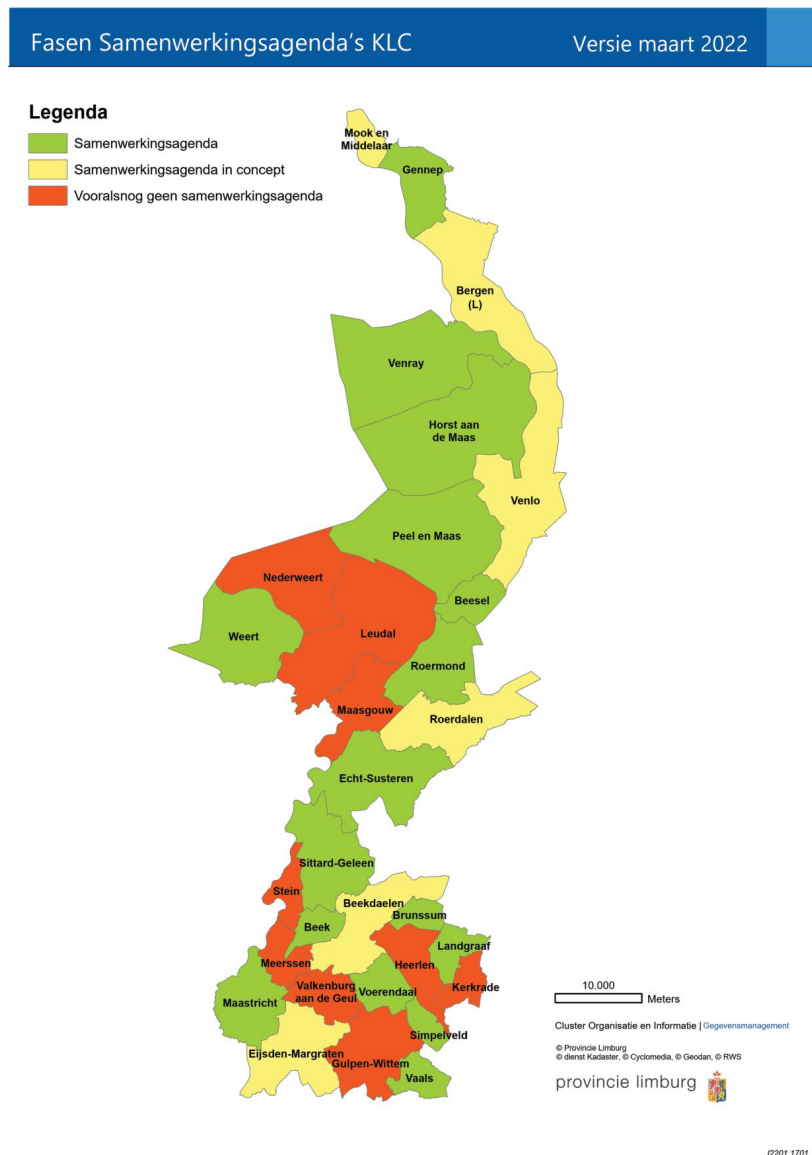 Fasen Samenwerkingsagenda's KLC
Versie maart 2022
Legenda
Samenwerkingsagenda
Samenwerkingsagenda in concept
Vooralsnog geen samenwerkingsagenda
Mook en
Middelaar
Gennep
Bergen
(L)
Venray
Horst aan
de Maas
Venlo
Peel en Maas
Nederweert
Beesel
Leudal
Weert
Roermond
Maasgouw
Roerdalen
Echt-Susteren
Sittard-Geleen
Stein
Beekdaelen
Brunssum
Beek
Landgraaf
Meerssen
Heerlen
Valkenburg
aan de Geul
Voerendaal
Kerkrade
Maastricht
Simpelveld
Eijsden-Margraten
Gulpen-Wittem
Vaals
10.000
Meters
Cluster Organisatie en Informatie | Gegevensmanagement
© Provincie Limburg
© dienst Kadaster, © Cyclomedia, © Geodan, © RWS
provincie limburg
I2201 1701